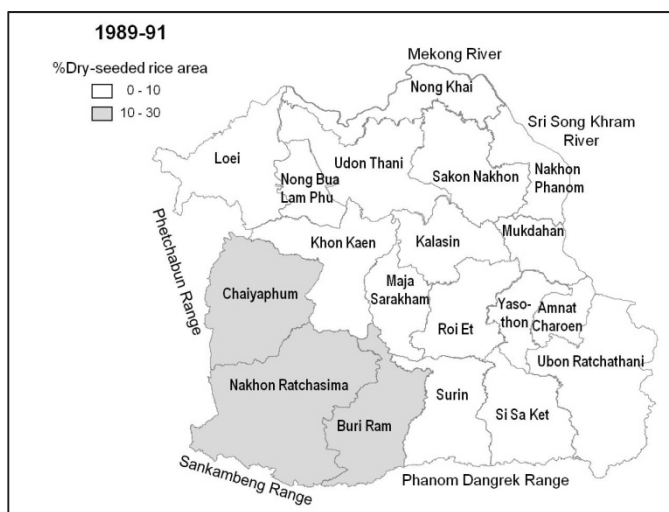 1989-91
%Dry-seeded rice area
0 - 10
10 - 30
Mekong River
Nong Khai
Sri Song Khram
River
Loei
Udon Thani
Nong Bua
Lam Phu
Sakon Nakhon
Nakhon
Phanom
Phetchabun Range
Khon Kaen
Kalasin
Mukdahan
Chaiyaphum
Maja
Sarakham
Roi Et
Yaso-
thon
Amnat
Charoen
Ubon Ratchathani
Nakhon Ratchasima
Buri Ram
Surin
Si Sa Ket
Sankambeng Range
Phanom Dangrek Range